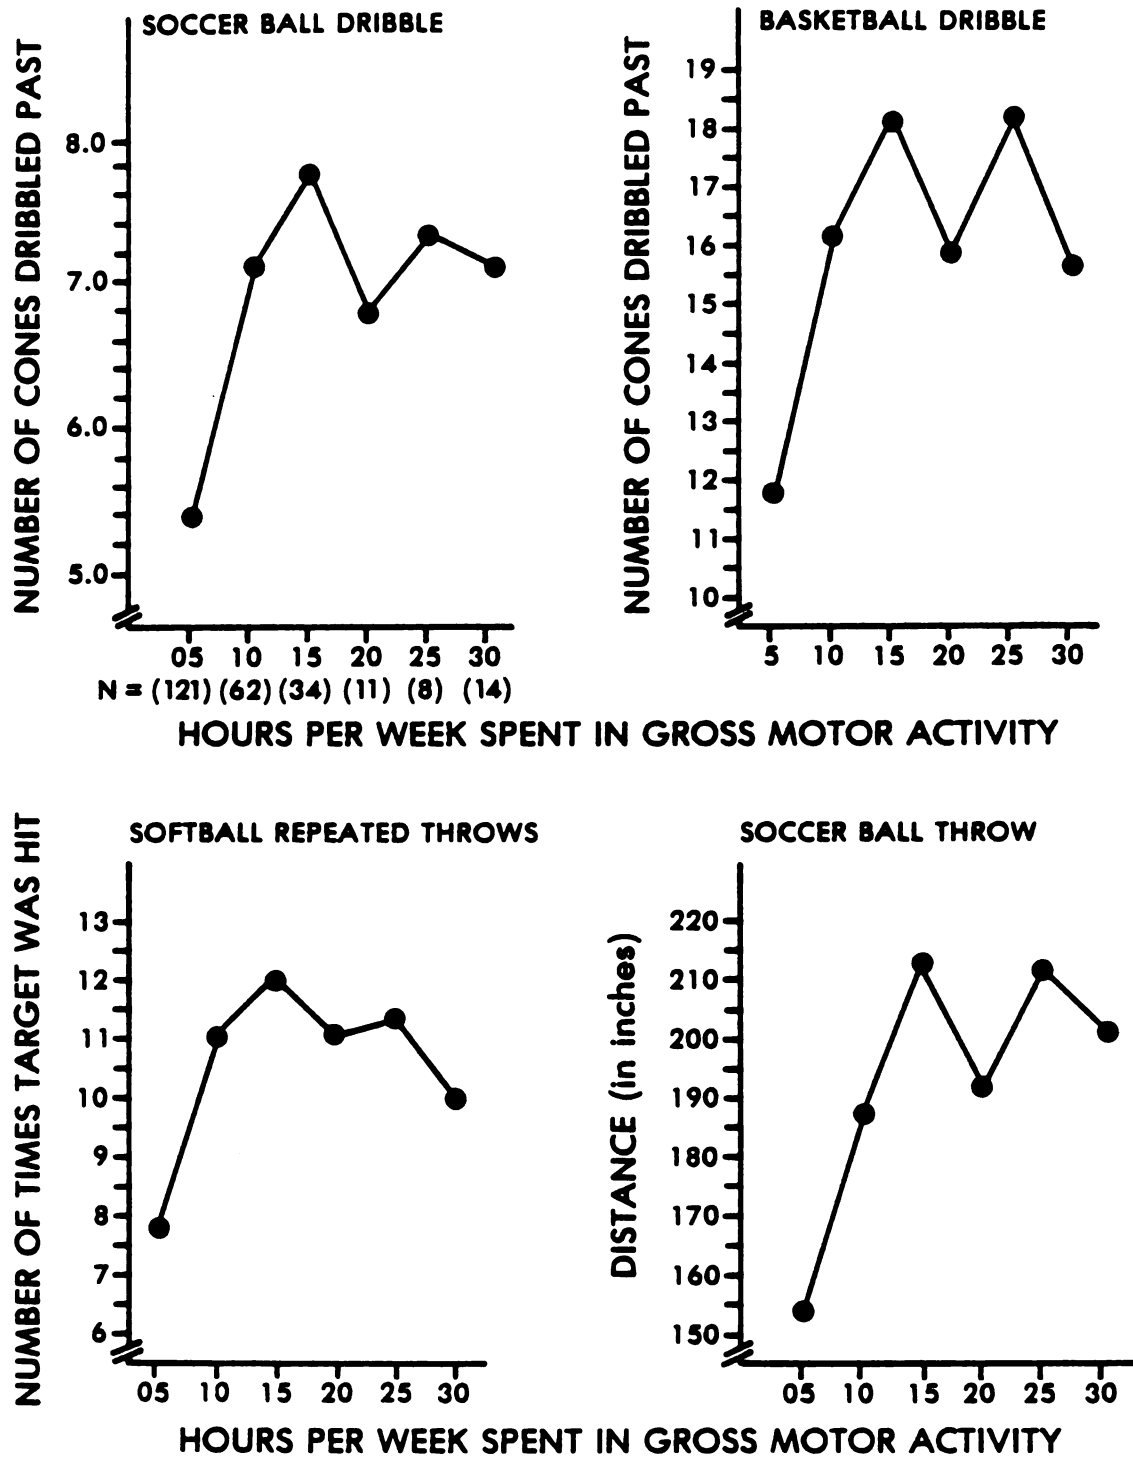 SOCCER BALL DRIBBLE
NUMBER OF CONES DRIBBLED PAST
8.0
7.0
6.0
5.0
05 10 15 20 25 30
N = (121) (62) (34) (11) (8) (14)
BASKETBALL DRIBBLE
NUMBER OF CONES DRIBBLED PAST
19
18
17
16
15
14
13
12
11
10
5 10 15 20 25 30
HOURS PER WEEK SPENT IN GROSS MOTOR ACTIVITY
SOFTBALL REPEATED THROWS
NUMBER OF TIMES TARGET WAS HIT
13
12
11
10
9
8
7
6
05 10 15 20 25 30
SOCCER BALL THROW
DISTANCE (in inches)
220
210
200
190
180
170
160
150
05 10 15 20 25 30
HOURS PER WEEK SPENT IN GROSS MOTOR ACTIVITY